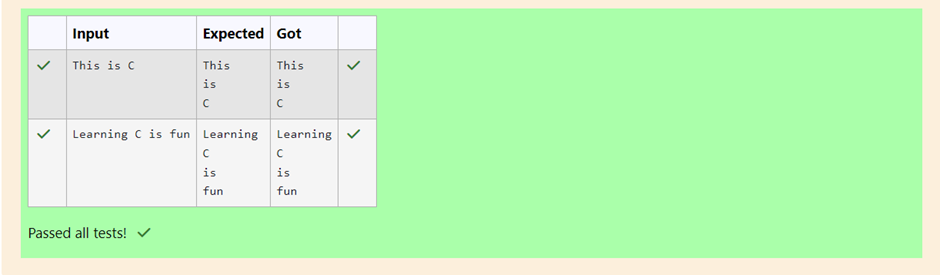 Input Expected Got
This is C This This
is is
C C
Learning C is fun Learning Learning
C C
is is
fun fun
Passed all tests!